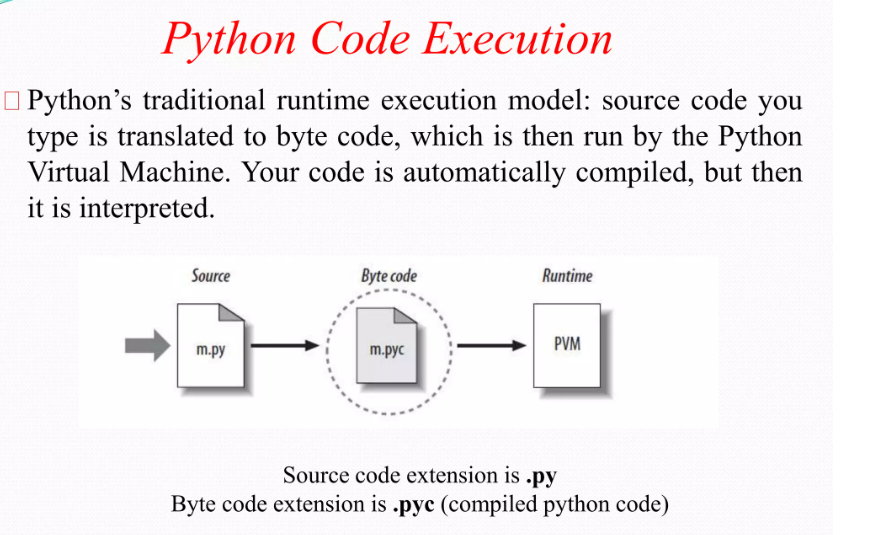 Python Code Execution
Python’s traditional runtime execution model: source code you
type is translated to byte code, which is then run by the Python
Virtual Machine. Your code is automatically compiled, but then
it is interpreted.
Source Byte code Runtime
m.py m.pyc PVM
Source code extension is .py
Byte code extension is .pyc (compiled python code)